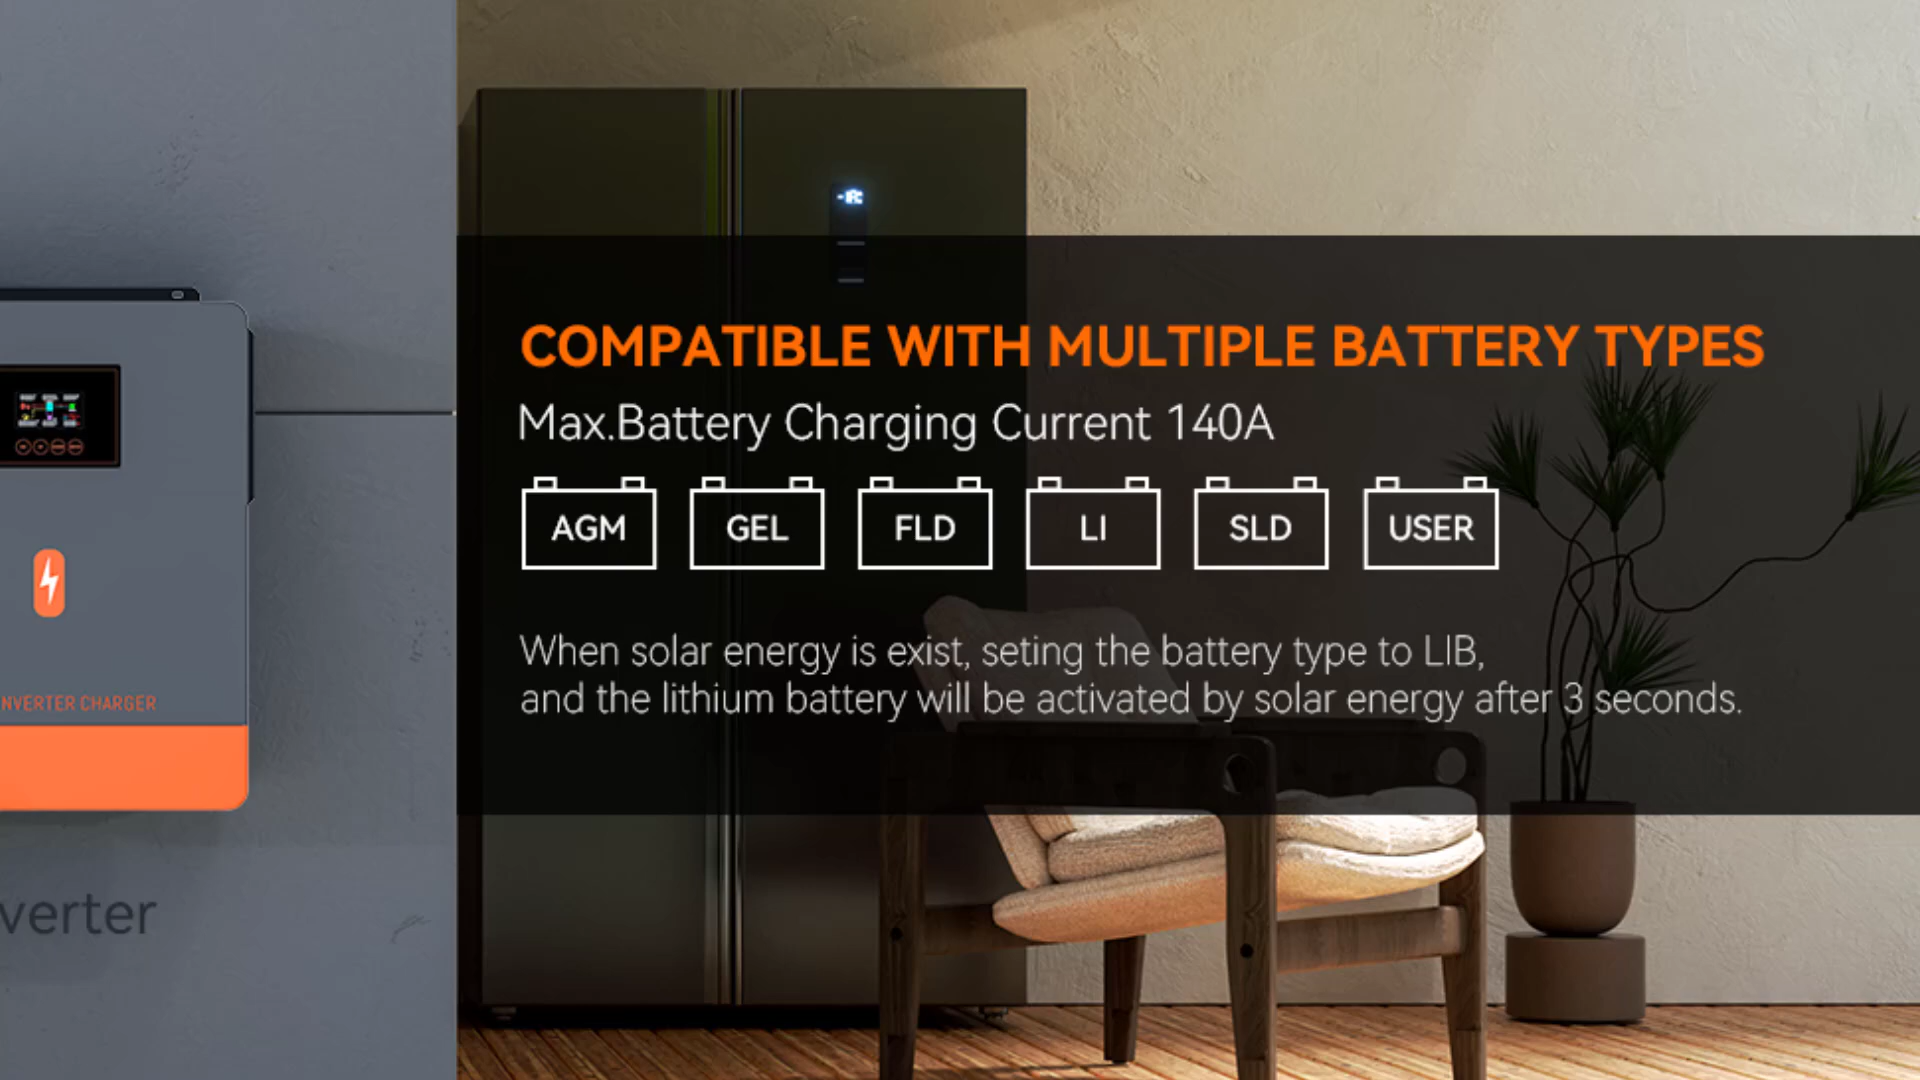 COMPATIBLE WITH MULTIPLE BATTERY TYPES
Max.Battery Charging Current 140A
AGM GEL FLD LI SLD USER
When solar energy is exist, seting the battery type to LIB,
and the lithium battery will be activated by solar energy after 3 seconds.
NVERTER CHARGER
verter